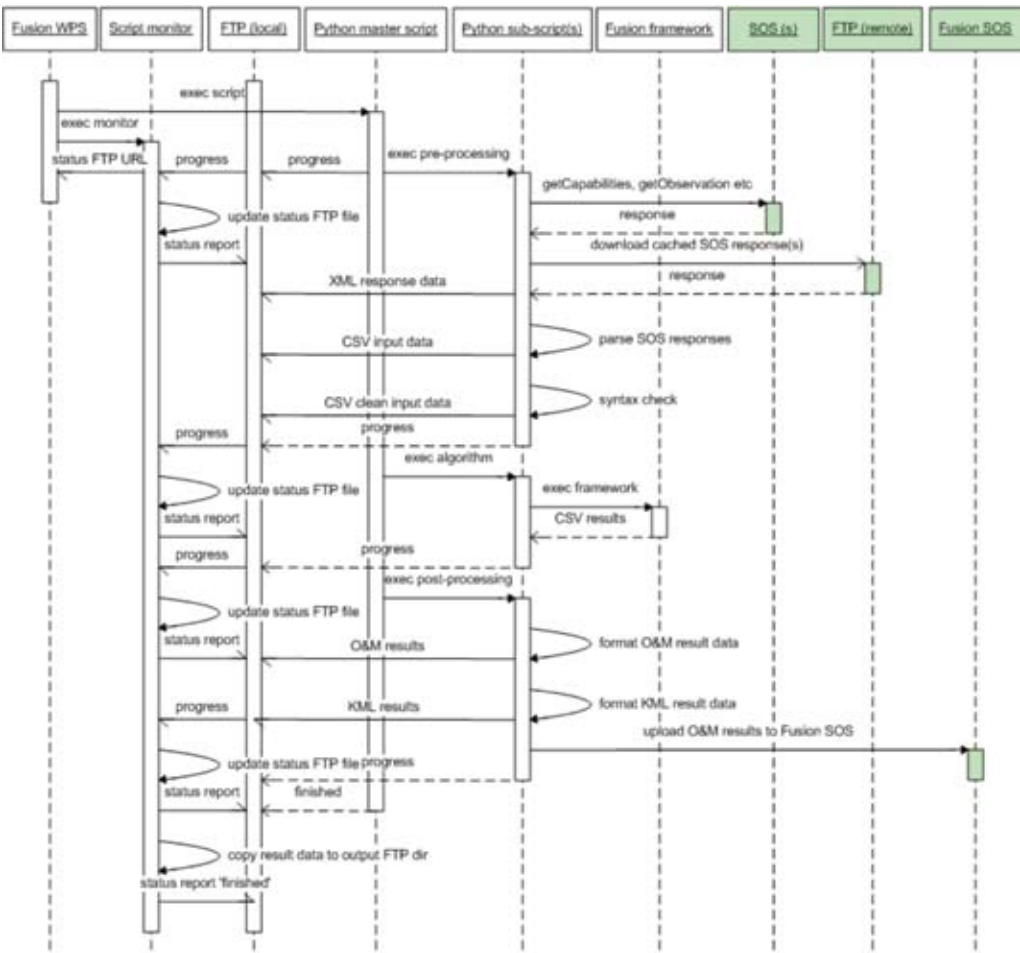 Fusion WPS
Script monitor
FTP (local)
Python master script
Python sub-script(s)
Fusion framework
SOS (s)
FTP (remote)
Fusion SOS
exec script
exec monitor
status FTP URL
progress
progress
exec pre-processing
getCapabilities, getObservation etc
update status FTP file
response
status report
download cached SOS response(s)
response
XML response data
parse SOS responses
CSV input data
syntax check
CSV clean input data
progress
progress
exec algorithm
update status FTP file
exec framework
status report
CSV results
progress
progress
exec post-processing
update status FTP file
status report
O&M results
format O&M result data
progress
KML results
format KML result data
upload O&M results to Fusion SOS
update status FTP file
progress
status report
finished
copy result data to output FTP dir
status report 'finished'